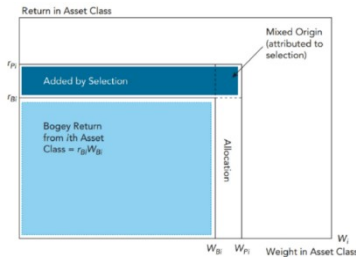 Return in Asset Class
Mixed Origin
(attributed to
selection)
rPi
Added by Selection
rBi
Bogey Return
from ith Asset
Class = rBiWBi
Allocation
Wi
WBi
WPi
Weight in Asset Class